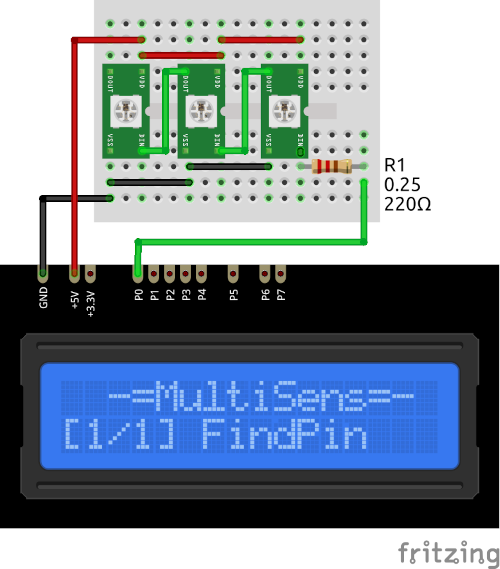 DOUT VDD
VSS DIN
DOUT VDD
VSS DIN
DOUT VDD
VSS DIN
R1
0.25
220Ω
GND
+5V
+3.3V
P0
P1
P2
P3
P4
P5
P6
P7
-=MultiSens=-
[1/1] FindPin
fritzing